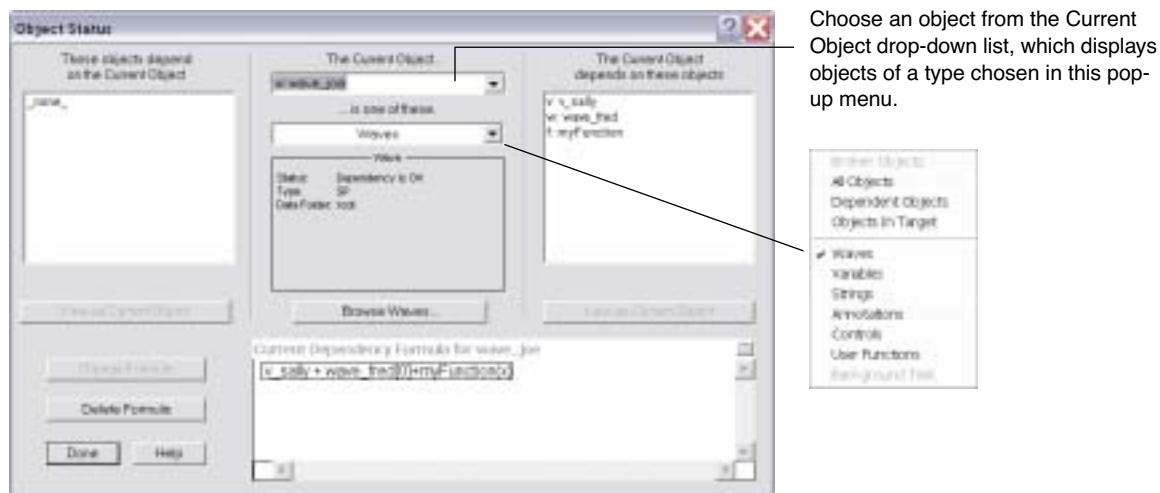 Object Status
These objects depend
on the Current Object
_none_
The Current Object...
w: wave_joe
... is one of these
Waves
Wave
Status: Dependency is OK
Type: SP
Data Folder: root
Browse Waves...
The Current Object
depends on these objects
v: v_sally
w: wave_fred
f: myFunction
Choose an object from the Current
Object drop-down list, which displays
objects of a type chosen in this pop-
up menu.
Broken Objects
All Objects
Dependent Objects
Objects In Target
Waves
Variables
Strings
Annotations
Controls
User Functions
Background Task
Change Formula
Delete Formula
Done
Help
Current Dependency Formula for wave_joe
v_sally + wave_fred[0]+myFunction(x)